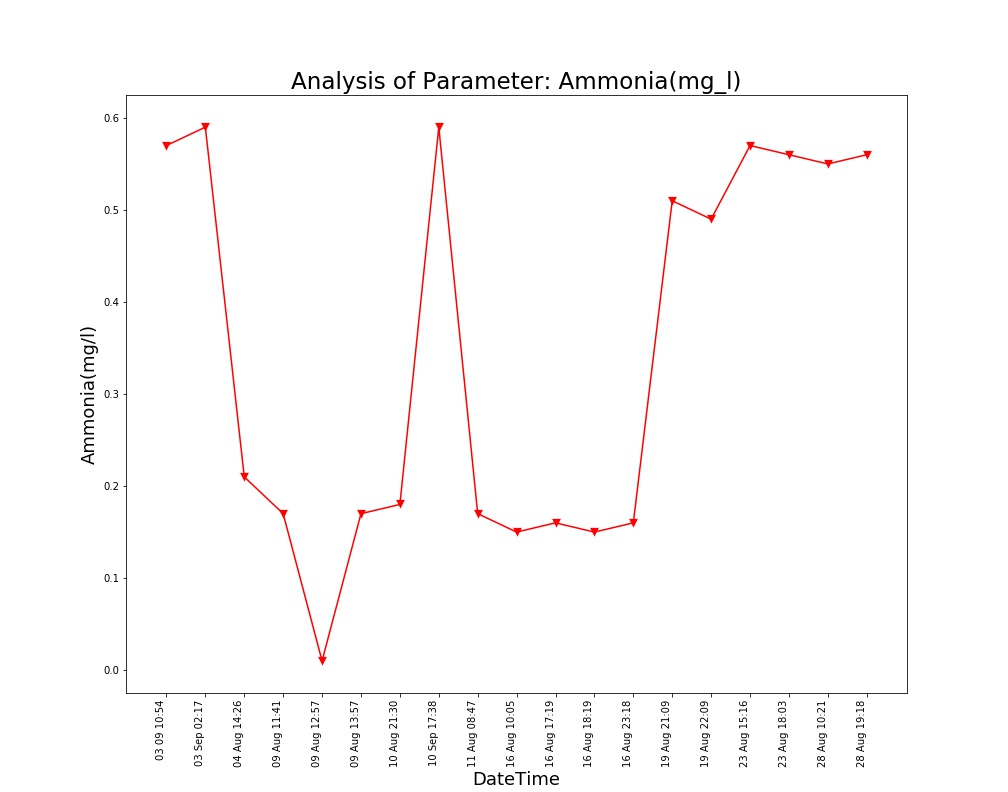 Analysis of Parameter: Ammonia(mg_l)
Ammonia(mg/l)
0.6
0.5
0.4
0.3
0.2
0.1
0.0
03 09 10:54
03 Sep 02:17
04 Aug 14:26
09 Aug 11:41
09 Aug 12:57
09 Aug 13:57
10 Aug 21:30
10 Sep 17:38
11 Aug 08:47
16 Aug 10:05
16 Aug 17:19
16 Aug 18:19
16 Aug 23:18
19 Aug 21:09
19 Aug 22:09
23 Aug 15:16
23 Aug 18:03
28 Aug 10:21
28 Aug 19:18
DateTime